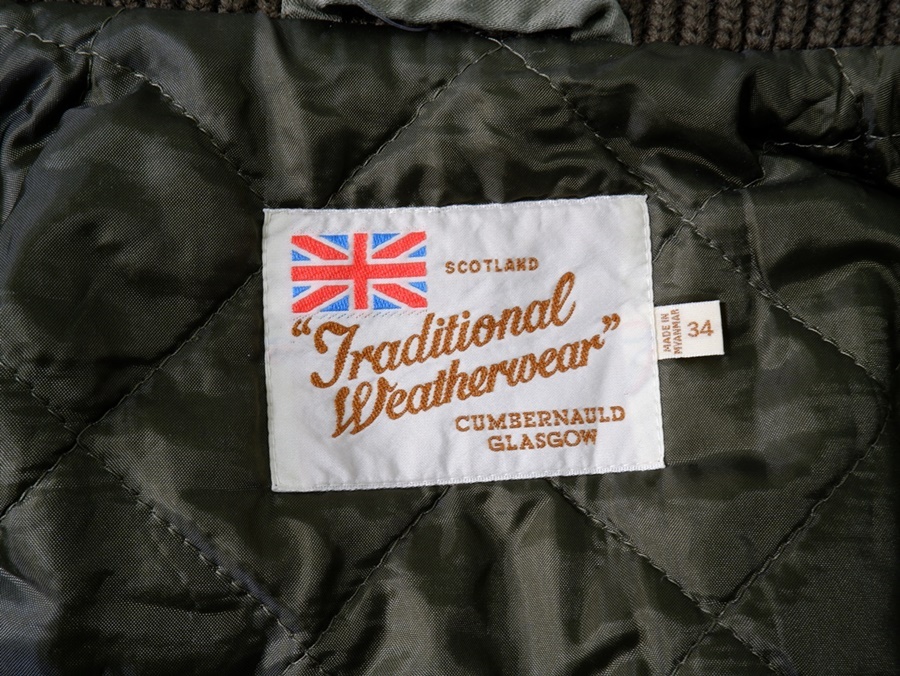 SCOTLAND
"Traditional
Weatherwear"
CUMBERNAULD
GLASGOW
MADE IN
MYANMAR
34